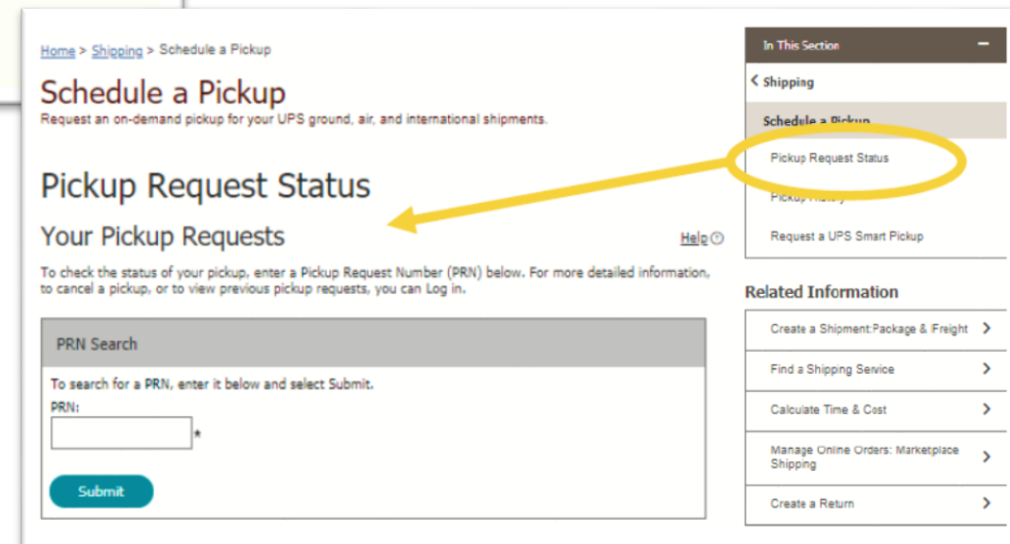 Home > Shipping > Schedule a Pickup
Schedule a Pickup
Request an on-demand pickup for your UPS ground, air, and international shipments.
Pickup Request Status
Your Pickup Requests
Help
To check the status of your pickup, enter a Pickup Request Number (PRN) below. For more detailed information,
to cancel a pickup, or to view previous pickup requests, you can Log in.
PRN Search
To search for a PRN, enter it below and select Submit.
PRN:
*
Submit
In This Section
Shipping
Schedule a Pickup
Pickup Request Status
Pickup History
Request a UPS Smart Pickup
Related Information
Create a Shipment:Package & Freight
Find a Shipping Service
Calculate Time & Cost
Manage Online Orders: Marketplace
Shipping
Create a Return